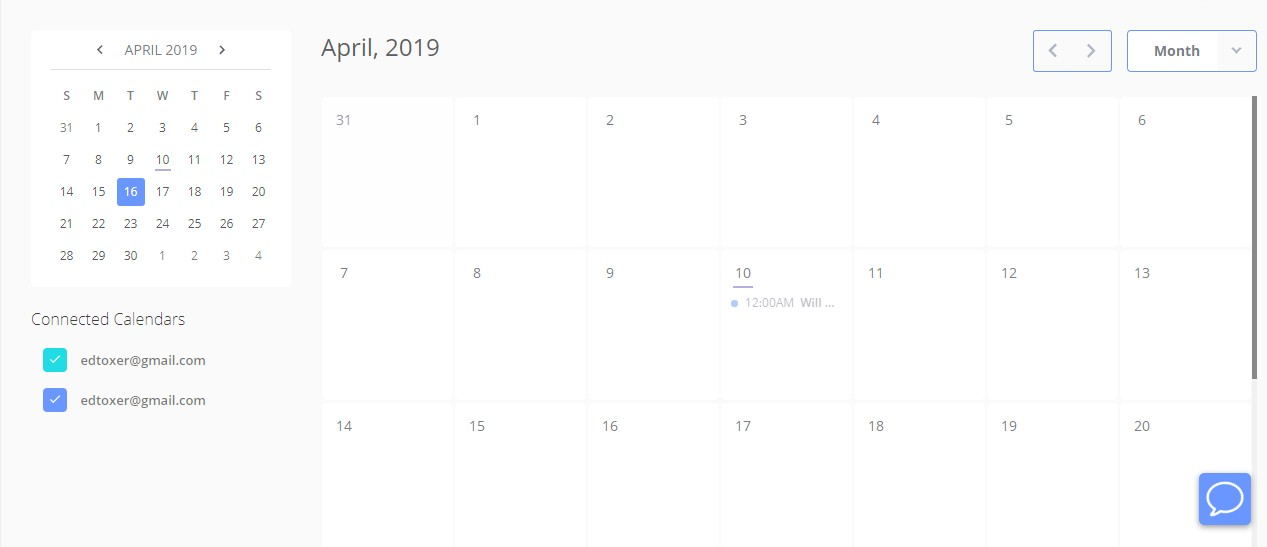 APRIL 2019
S M T W T F S
31 1 2 3 4 5 6
7 8 9 10 11 12 13
14 15 16 17 18 19 20
21 22 23 24 25 26 27
28 29 30 1 2 3 4
Connected Calendars
edtoxer@gmail.com
edtoxer@gmail.com
April, 2019
Month
31 1 2 3 4 5 6
7 8 9 10 11 12 13
12:00AM Will ...
14 15 16 17 18 19 20